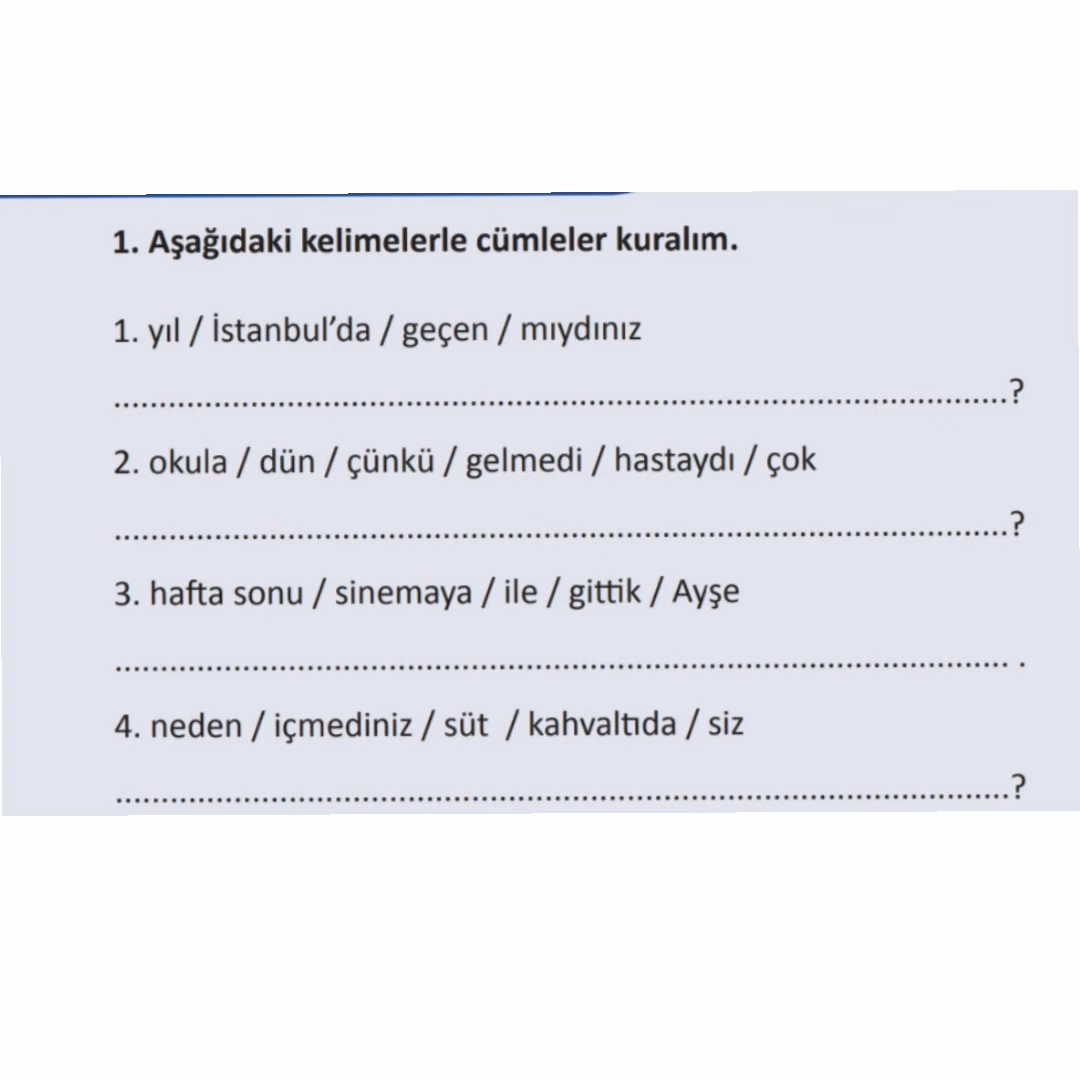 1. Aşağıdaki kelimelerle cümleler kuralım.
1. yıl / İstanbul'da / geçen / mıydınız
..................................................................................................?
2. okula / dün / çünkü / gelmedi / hastaydı / çok
..................................................................................................?
3. hafta sonu / sinemaya / ile / gittik / Ayşe
.................................................................................................. .
4. neden / içmediniz / süt / kahvaltıda / siz
..................................................................................................?